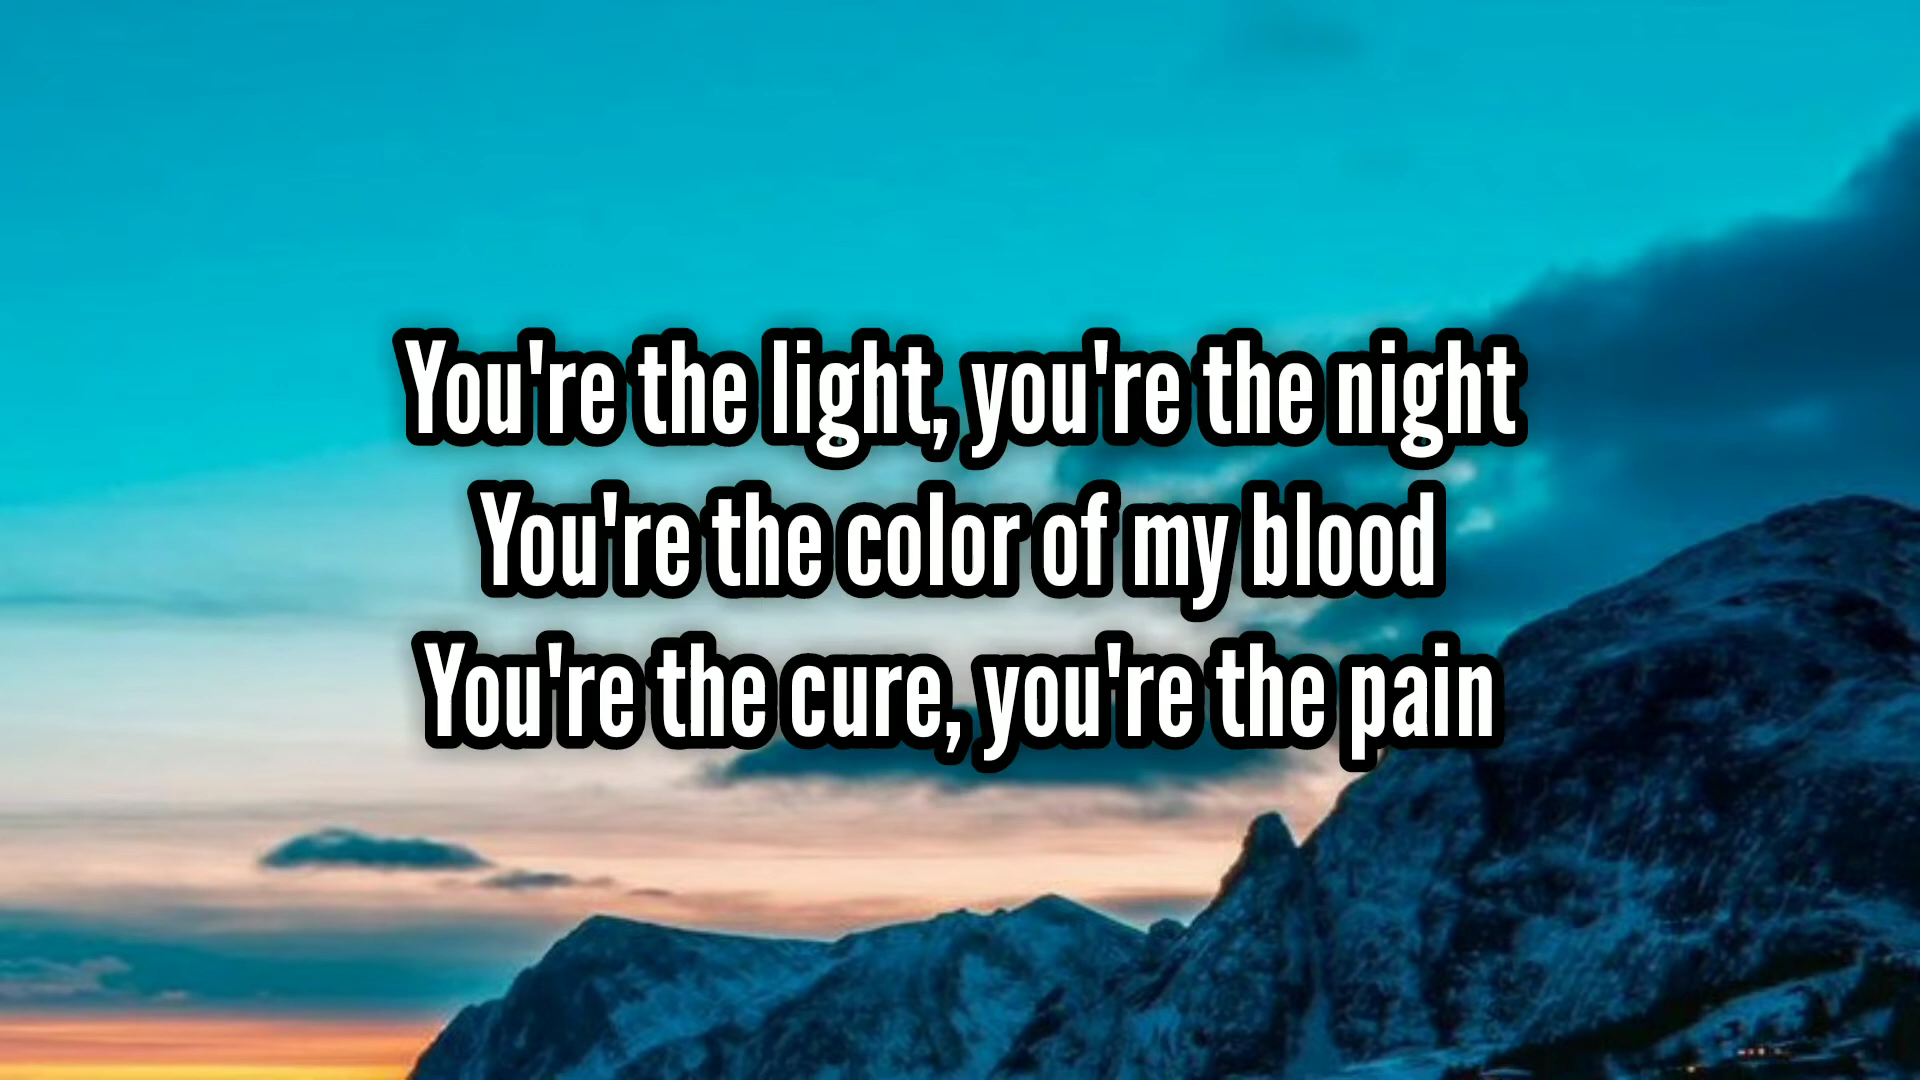 You're the light, you're the night
You're the color of my blood
You're the cure, you're the pain